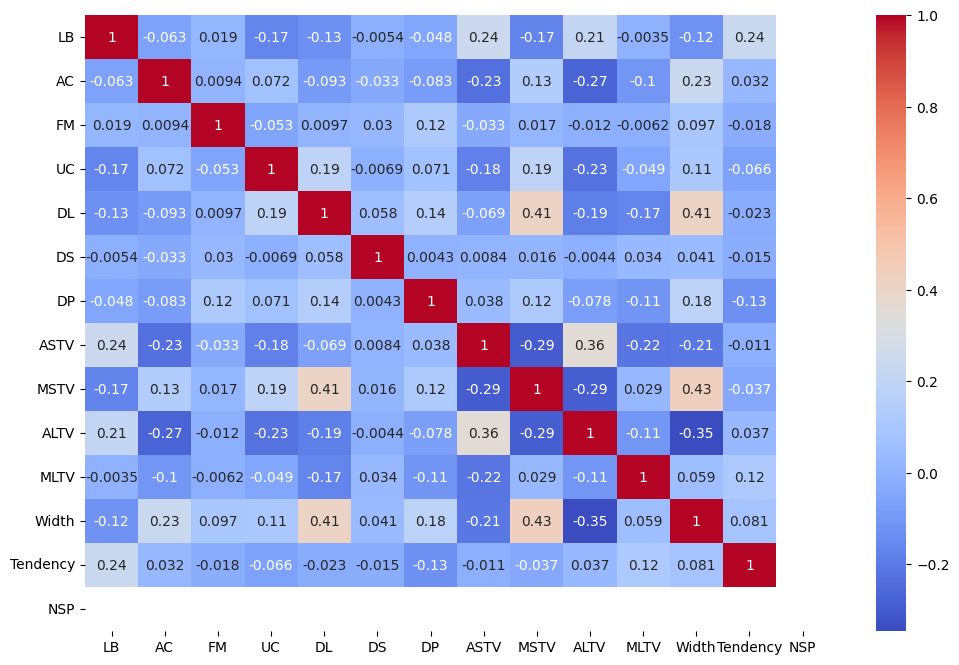 LB 1 -0.063 0.019 -0.17 -0.13 -0.0054 -0.048 0.24 -0.17 0.21 -0.0035 -0.12 0.24
AC -0.063 1 0.0094 0.072 -0.093 -0.033 -0.083 -0.23 0.13 -0.27 -0.1 0.23 0.032
FM 0.019 0.0094 1 -0.053 0.0097 0.03 0.12 -0.033 0.017 -0.012 -0.0062 0.097 -0.018
UC -0.17 0.072 -0.053 1 0.19 -0.0069 0.071 -0.18 0.19 -0.23 -0.049 0.11 -0.066
DL -0.13 -0.093 0.0097 0.19 1 0.058 0.14 -0.069 0.41 -0.19 -0.17 0.41 -0.023
DS -0.0054 -0.033 0.03 -0.0069 0.058 1 0.0043 0.0084 0.016 -0.0044 0.034 0.041 -0.015
DP -0.048 -0.083 0.12 0.071 0.14 0.0043 1 0.038 0.12 -0.078 -0.11 0.18 -0.13
ASTV 0.24 -0.23 -0.033 -0.18 -0.069 0.0084 0.038 1 -0.29 0.36 -0.22 -0.21 -0.011
MSTV -0.17 0.13 0.017 0.19 0.41 0.016 0.12 -0.29 1 -0.29 0.029 0.43 -0.037
ALTV 0.21 -0.27 -0.012 -0.23 -0.19 -0.0044 -0.078 0.36 -0.29 1 -0.11 -0.35 0.037
MLTV -0.0035 -0.1 -0.0062 -0.049 -0.17 0.034 -0.11 -0.22 0.029 -0.11 1 0.059 0.12
Width -0.12 0.23 0.097 0.11 0.41 0.041 0.18 -0.21 0.43 -0.35 0.059 1 0.081
Tendency 0.24 0.032 -0.018 -0.066 -0.023 -0.015 -0.13 -0.011 -0.037 0.037 0.12 0.081 1
NSP
LB AC FM UC DL DS DP ASTV MSTV ALTV MLTV Width Tendency NSP
1.0
0.8
0.6
0.4
0.2
0.0
−0.2